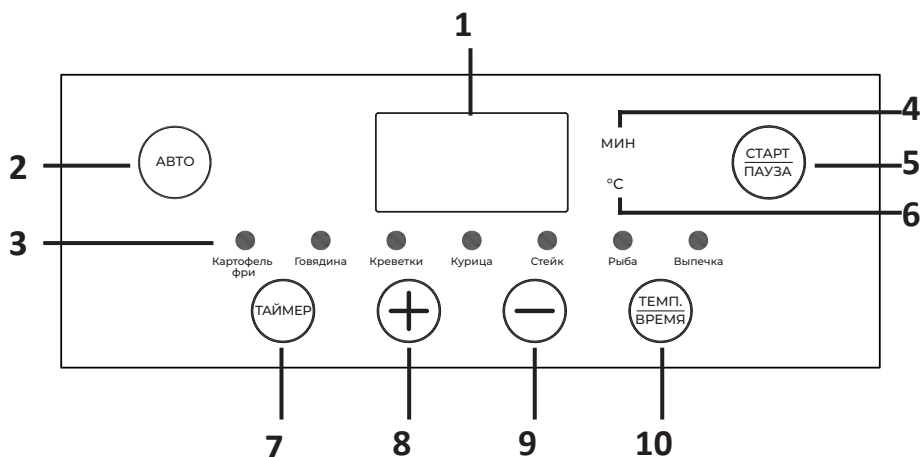 1
4
МИН
2
АВТО
СТАРТ
ПАУЗА
5
°C
6
3
Картофель
фри
Говядина
Креветки
Курица
Стейк
Рыба
Выпечка
ТАЙМЕР
ТЕМП.
ВРЕМЯ
7
8
9
10